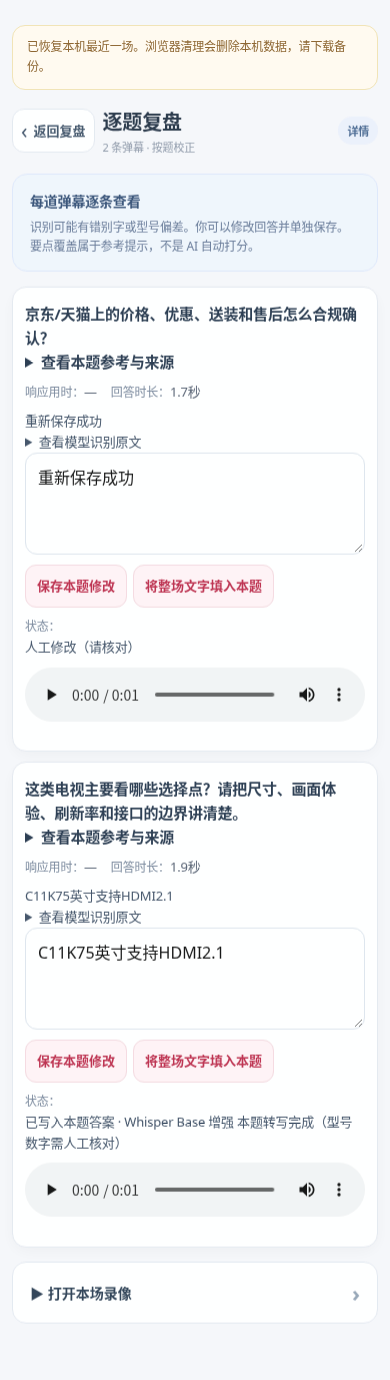 已恢复本机最近一场。浏览器清理会删除本机数据，请下载备
份。
‹ 返回复盘
逐题复盘
2 条弹幕 · 按题校正
详情
每道弹幕逐条查看
识别可能有错别字或型号偏差。你可以修改回答并单独保存。
要点覆盖属于参考提示，不是 AI 自动打分。
京东/天猫上的价格、优惠、送装和售后怎么合规确
认？
▶ 查看本题参考与来源
响应用时：— 回答时长：1.7秒
重新保存成功
▶ 查看模型识别原文
重新保存成功
保存本题修改
将整场文字填入本题
状态：
人工修改（请核对）
0:00 / 0:01
这类电视主要看哪些选择点？请把尺寸、画面体
验、刷新率和接口的边界讲清楚。
▶ 查看本题参考与来源
响应用时：— 回答时长：1.9秒
C11K75英寸支持HDMI2.1
▶ 查看模型识别原文
C11K75英寸支持HDMI2.1
保存本题修改
将整场文字填入本题
状态：
已写入本题答案 · Whisper Base 增强 本题转写完成（型号
数字需人工核对）
0:00 / 0:01
▶ 打开本场录像 ›